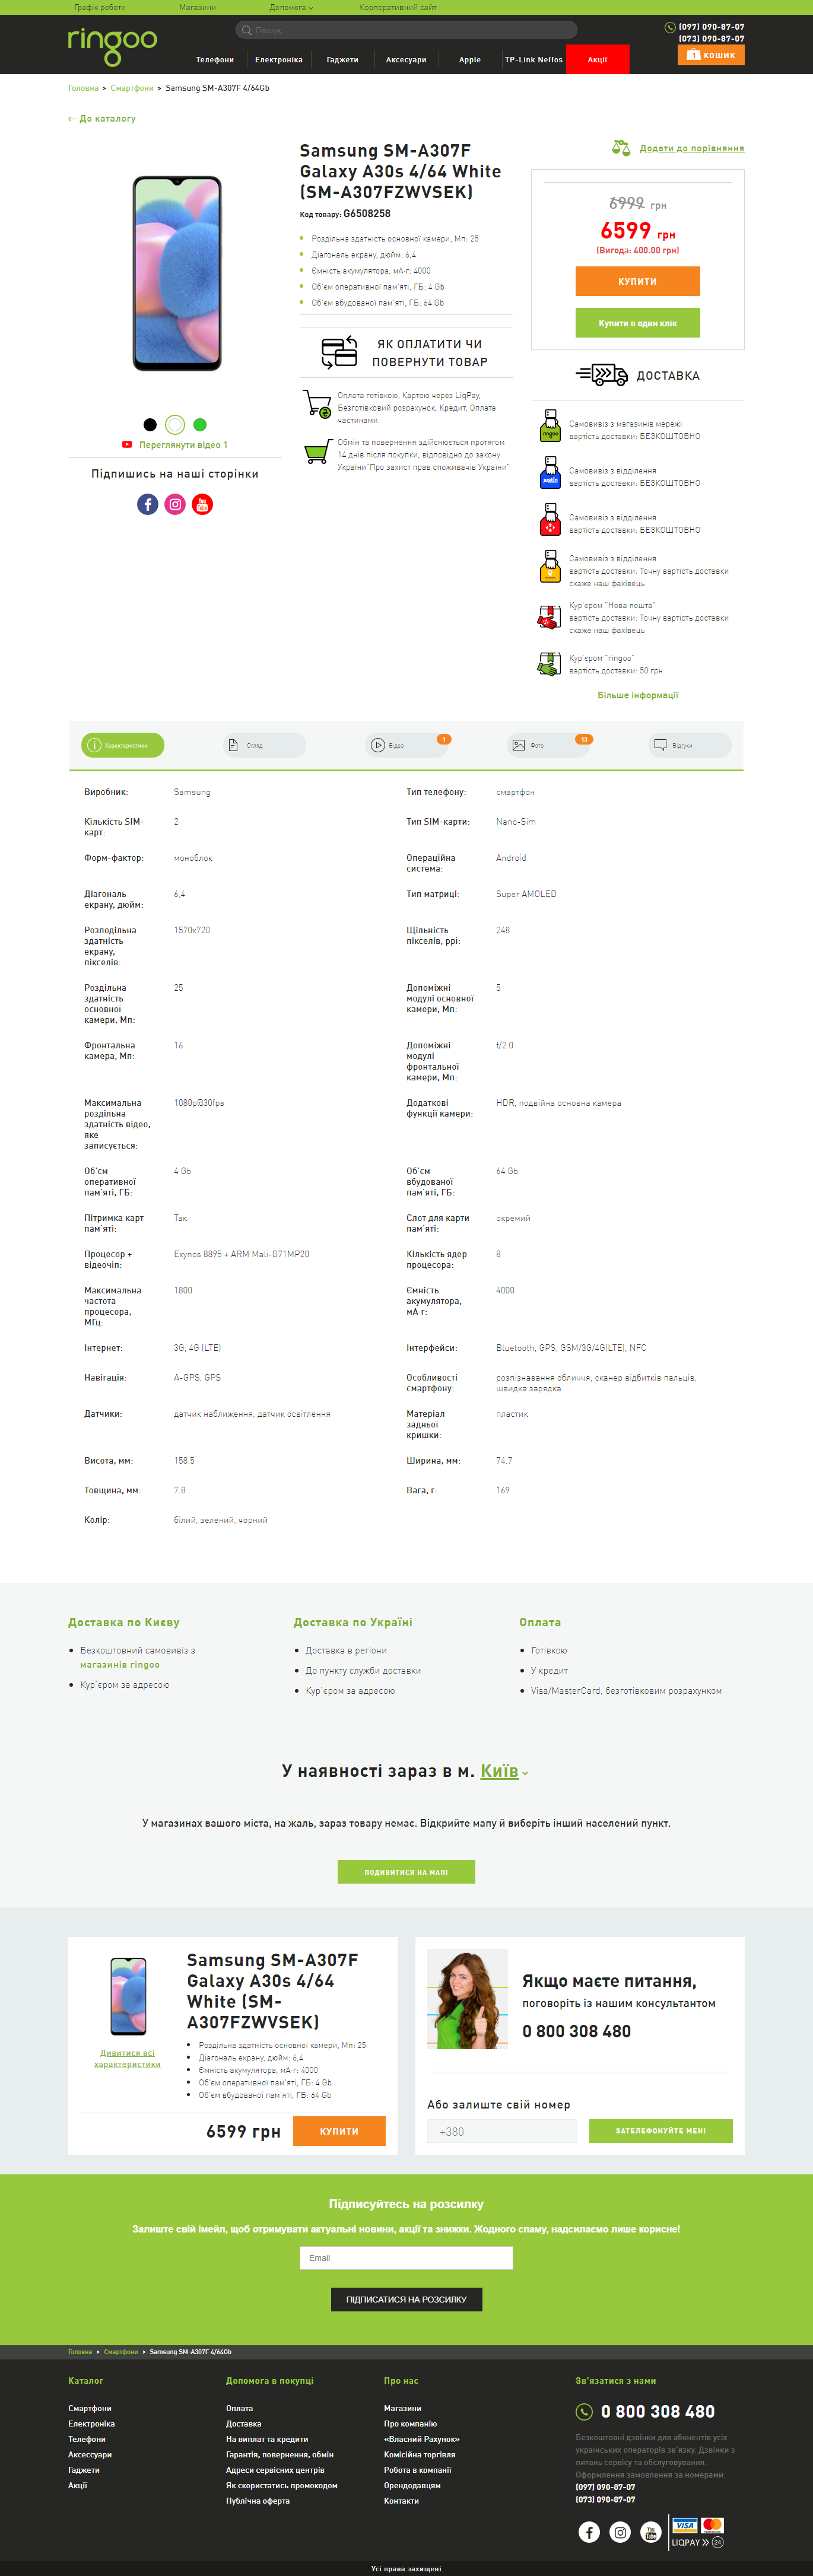 Графік роботи
Магазини
Допомога
Корпоративний сайт
ringoo
Пошук
(097) 090-87-07
(073) 090-87-07
Телефони
Електроніка
Гаджети
Аксесуари
Apple
TP-Link Neffos
Акції
1
КОШИК
Головна > Смартфони > Samsung SM-A307F 4/64Gb
До каталогу
Переглянути відео 1
Підпишись на наші сторінки
Samsung SM-A307F
Galaxy A30s 4/64 White
(SM-A307FZWVSEK)
Код товару: G6508258
Роздільна здатність основної камери, Мп: 25
Діагональ екрану, дюйм: 6,4
Ємність акумулятора, мА·г: 4000
Об'єм оперативної пам'яті, ГБ: 4 Gb
Об'єм вбудованої пам'яті, ГБ: 64 Gb
ЯК ОПЛАТИТИ ЧИ
ПОВЕРНУТИ ТОВАР
Оплата готівкою, Картою через LiqPay,
Безготівковий розрахунок, Кредит, Оплата
частинами.
Обмін та повернення здійснюється протягом
14 днів після покупки, відповідно до закону
України"Про захист прав споживачів України"
Додати до порівняння
6999 грн
6599 грн
(Вигода: 400.00 грн)
КУПИТИ
Купити в один клік
ДОСТАВКА
Самовивіз з магазинів мережі
вартість доставки: БЕЗКОШТОВНО
Самовивіз з відділення
вартість доставки: БЕЗКОШТОВНО
Самовивіз з відділення
вартість доставки: БЕЗКОШТОВНО
Самовивіз з відділення
вартість доставки: Точну вартість доставки
скаже наш фахівець
Кур'єром "Нова пошта"
вартість доставки: Точну вартість доставки
скаже наш фахівець
Кур'єром "ringoo"
вартість доставки: 50 грн
Більше інформації
Характеристики
Огляд
Відео
1
Фото
13
Відгуки
Виробник: Samsung
Тип телефону: смартфон
Кількість SIM-
карт: 2
Тип SIM-карти: Nano-Sim
Форм-фактор: моноблок
Операційна
система: Android
Діагональ
екрану, дюйм: 6,4
Тип матриці: Super AMOLED
Розподільна
здатність
екрану,
пікселів: 1570x720
Щільність
пікселів, ppi: 248
Роздільна
здатність
основної
камери, Мп: 25
Допоміжні
модулі основної
камери, Мп: 5
Фронтальна
камера, Мп: 16
Допоміжні
модулі
фронтальної
камери, Мп: f/2.0
Максимальна
роздільна
здатність відео,
яке
записується: 1080p@30fps
Додаткові
функції камери: HDR, подвійна основна камера
Об'єм
оперативної
пам'яті, ГБ: 4 Gb
Об'єм
вбудованої
пам'яті, ГБ: 64 Gb
Пітримка карт
пам'яті: Так
Слот для карти
пам'яті: окремий
Процесор +
відеочіп: Exynos 8895 + ARM Mali-G71MP20
Кількість ядер
процесора: 8
Максимальна
частота
процесора,
МГц: 1800
Ємність
акумулятора,
мА·г: 4000
Інтернет: 3G, 4G (LTE)
Інтерфейси: Bluetooth, GPS, GSM/3G/4G(LTE), NFC
Навігація: A-GPS, GPS
Особливості
смартфону: розпізнавання обличчя, сканер відбитків пальців,
швидка зарядка
Датчики: датчик наближення, датчик освітлення
Матеріал
задньої
кришки: пластик
Висота, мм: 158.5
Ширина, мм: 74.7
Товщина, мм: 7.8
Вага, г: 169
Колір: білий, зелений, чорний
Доставка по Києву
Безкоштовний самовивіз з
магазинів ringoo
Кур'єром за адресою
Доставка по Україні
Доставка в регіони
До пункту служби доставки
Кур'єром за адресою
Оплата
Готівкою
У кредит
Visa/MasterCard, безготівковим розрахунком
У наявності зараз в м. Київ
У магазинах вашого міста, на жаль, зараз товару немає. Відкрийте мапу й виберіть інший населений пункт.
ПОДИВИТИСЯ НА МАПІ
Samsung SM-A307F
Galaxy A30s 4/64
White (SM-
A307FZWVSEK)
Дивитися всі
характеристики
Роздільна здатність основної камери, Мп: 25
Діагональ екрану, дюйм: 6,4
Ємність акумулятора, мА·г: 4000
Об'єм оперативної пам'яті, ГБ: 4 Gb
Об'єм вбудованої пам'яті, ГБ: 64 Gb
6599 грн
КУПИТИ
Якщо маєте питання,
поговоріть із нашим консультантом
0 800 308 480
Або залиште свій номер
+380
ЗАТЕЛЕФОНУЙТЕ МЕНІ
Підписуйтесь на розсилку
Залиште свій імейл, щоб отримувати актуальні новини, акції та знижки. Жодного спаму, надсилаємо лише корисне!
Email
ПІДПИСАТИСЯ НА РОЗСИЛКУ
Головна > Смартфони > Samsung SM-A307F 4/64Gb
Каталог
Смартфони
Електроніка
Телефони
Аксессуари
Гаджети
Акції
Допомога в покупці
Оплата
Доставка
На виплат та кредити
Гарантія, повернення, обмін
Адреси сервісних центрів
Як скористатись промокодом
Публічна оферта
Про нас
Магазини
Про компанію
«Власний Рахунок»
Комісійна торгівля
Робота в компанії
Орендодавцям
Контакти
Зв'язатися з нами
0 800 308 480
Безкоштовні дзвінки для абонентів усіх
українських операторів зв'язку. Дзвінки з
питань сервісу та обслуговування.
Оформлення замовлення за номерами:
(097) 090-87-07
(073) 090-87-07
VISA
LIQPAY 24
Усі права захищені